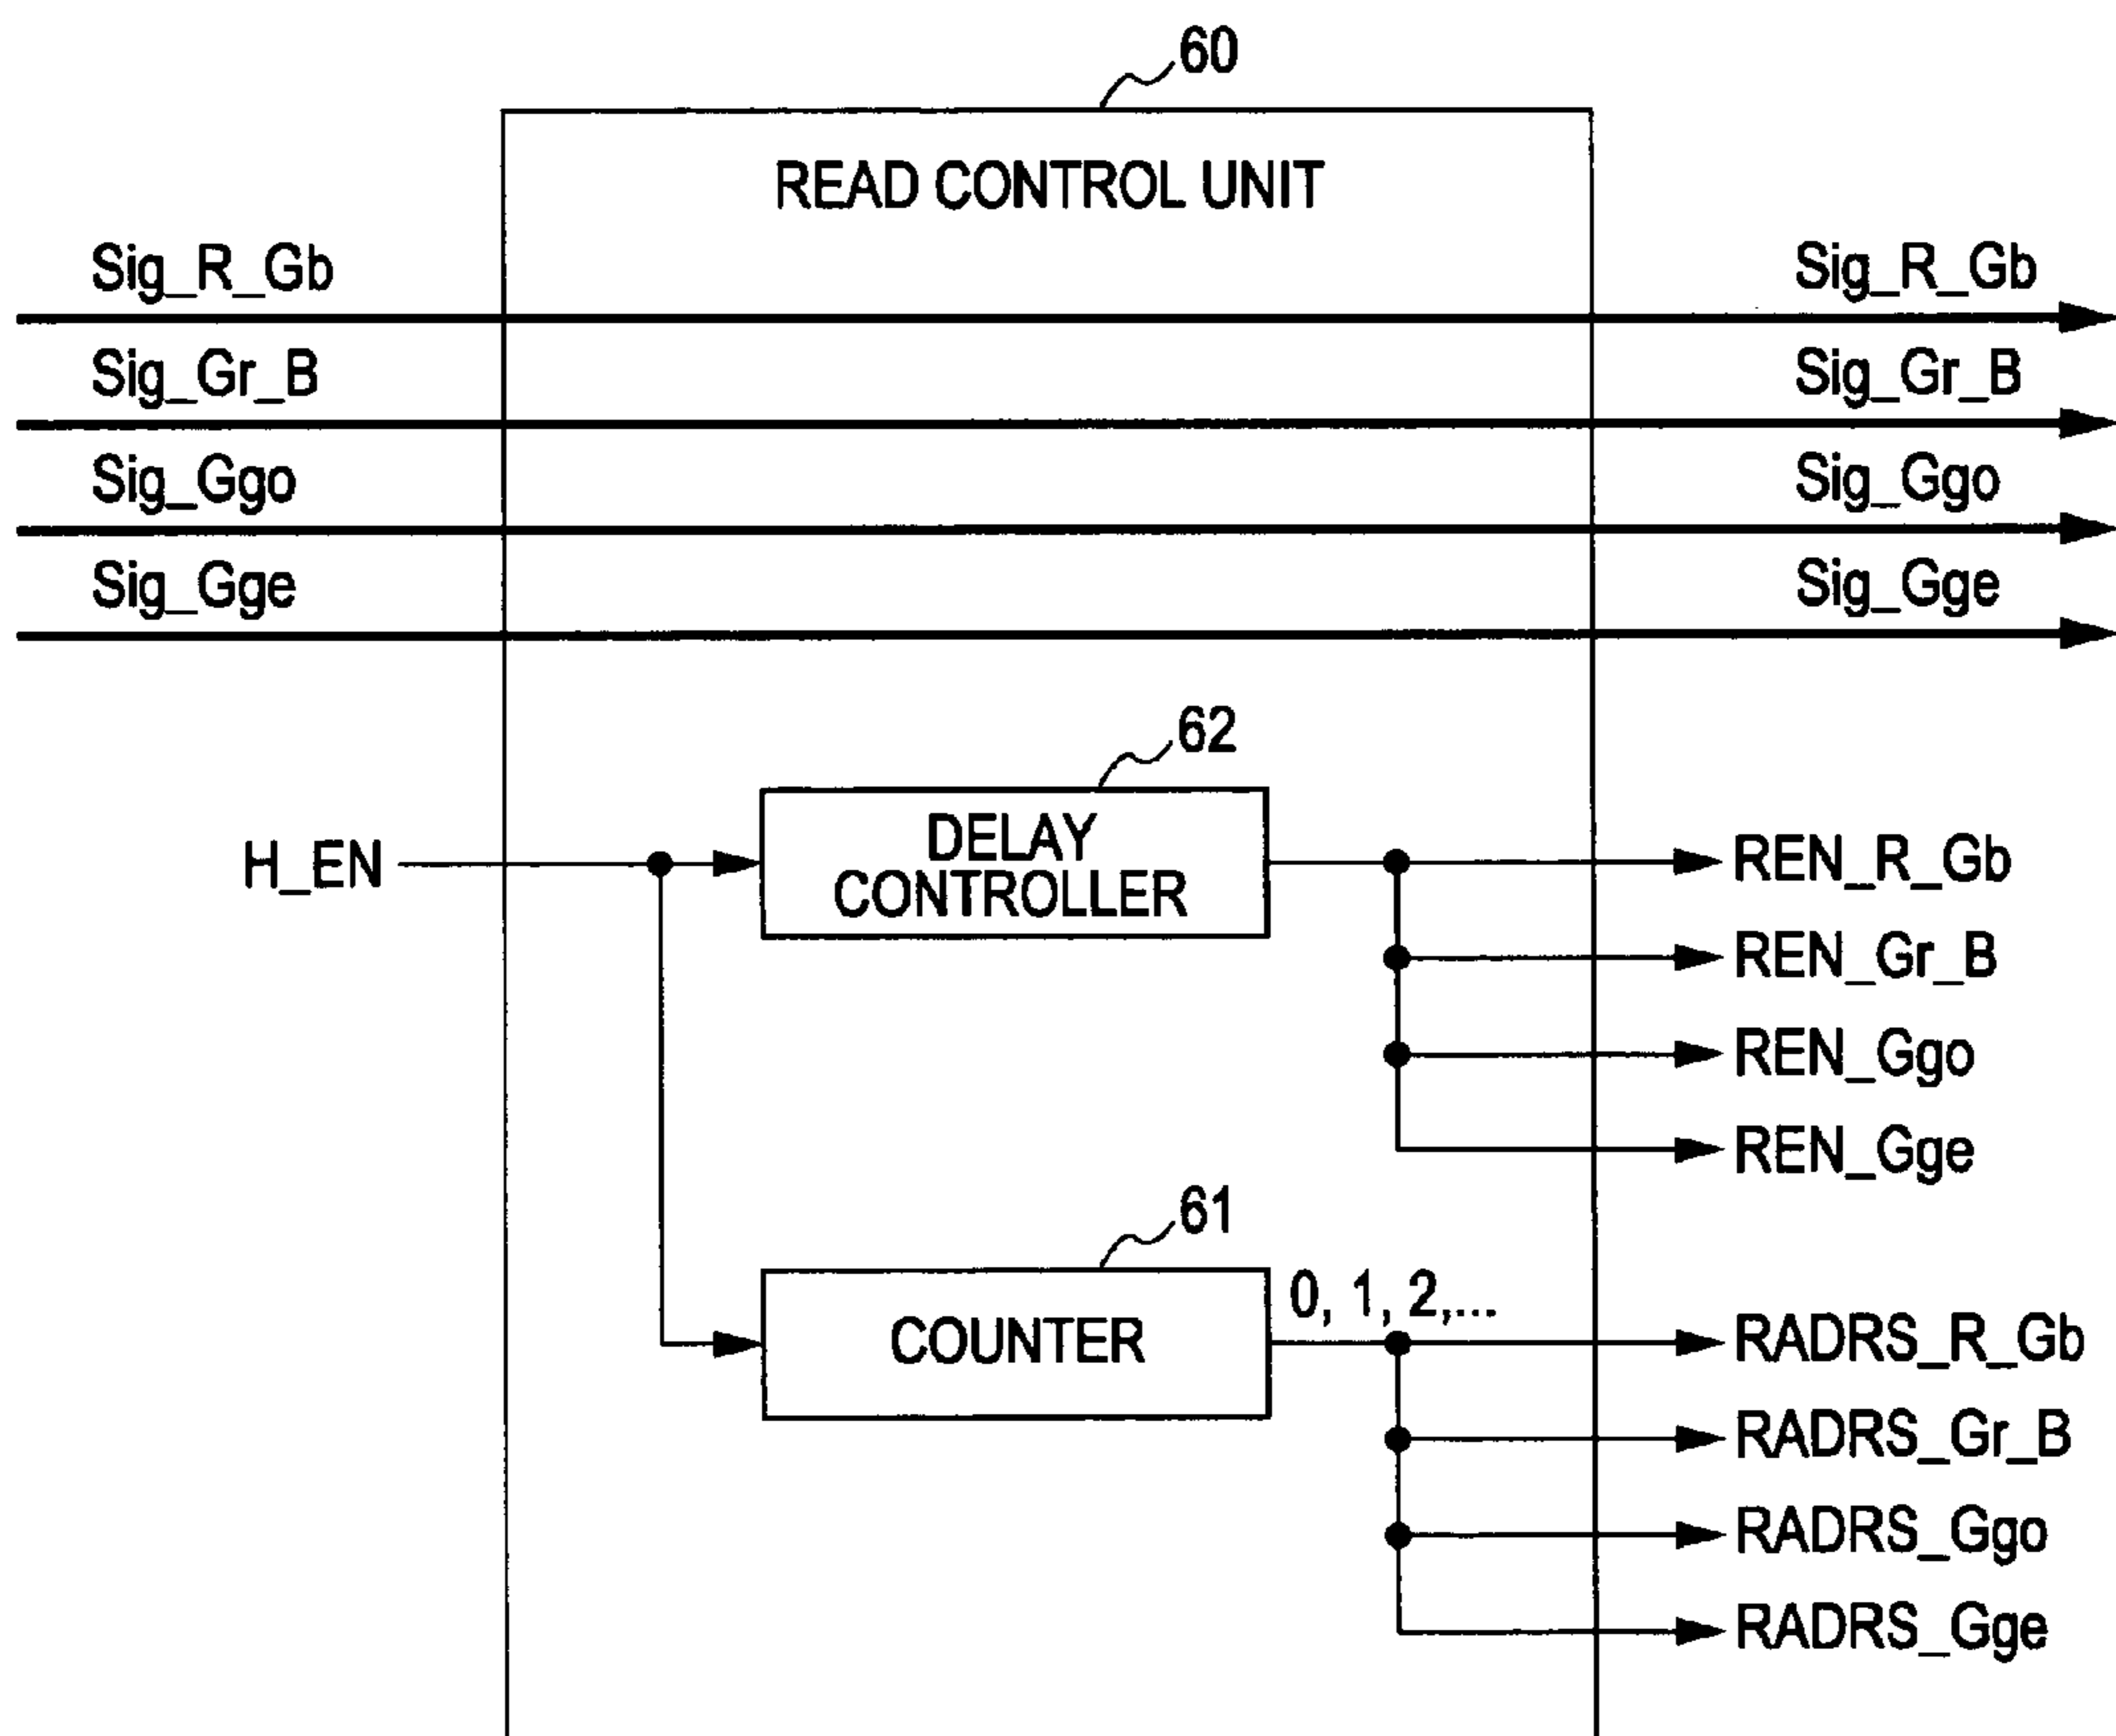 60
READ CONTROL UNIT
Sig_R_Gb
Sig_R_Gb
Sig_Gr_B
Sig_Gr_B
Sig_Ggo
Sig_Ggo
Sig_Gge
Sig_Gge
62
H_EN
DELAY
CONTROLLER
REN_R_Gb
REN_Gr_B
REN_Ggo
REN_Gge
61
COUNTER
0, 1, 2,...
RADRS_R_Gb
RADRS_Gr_B
RADRS_Ggo
RADRS_Gge